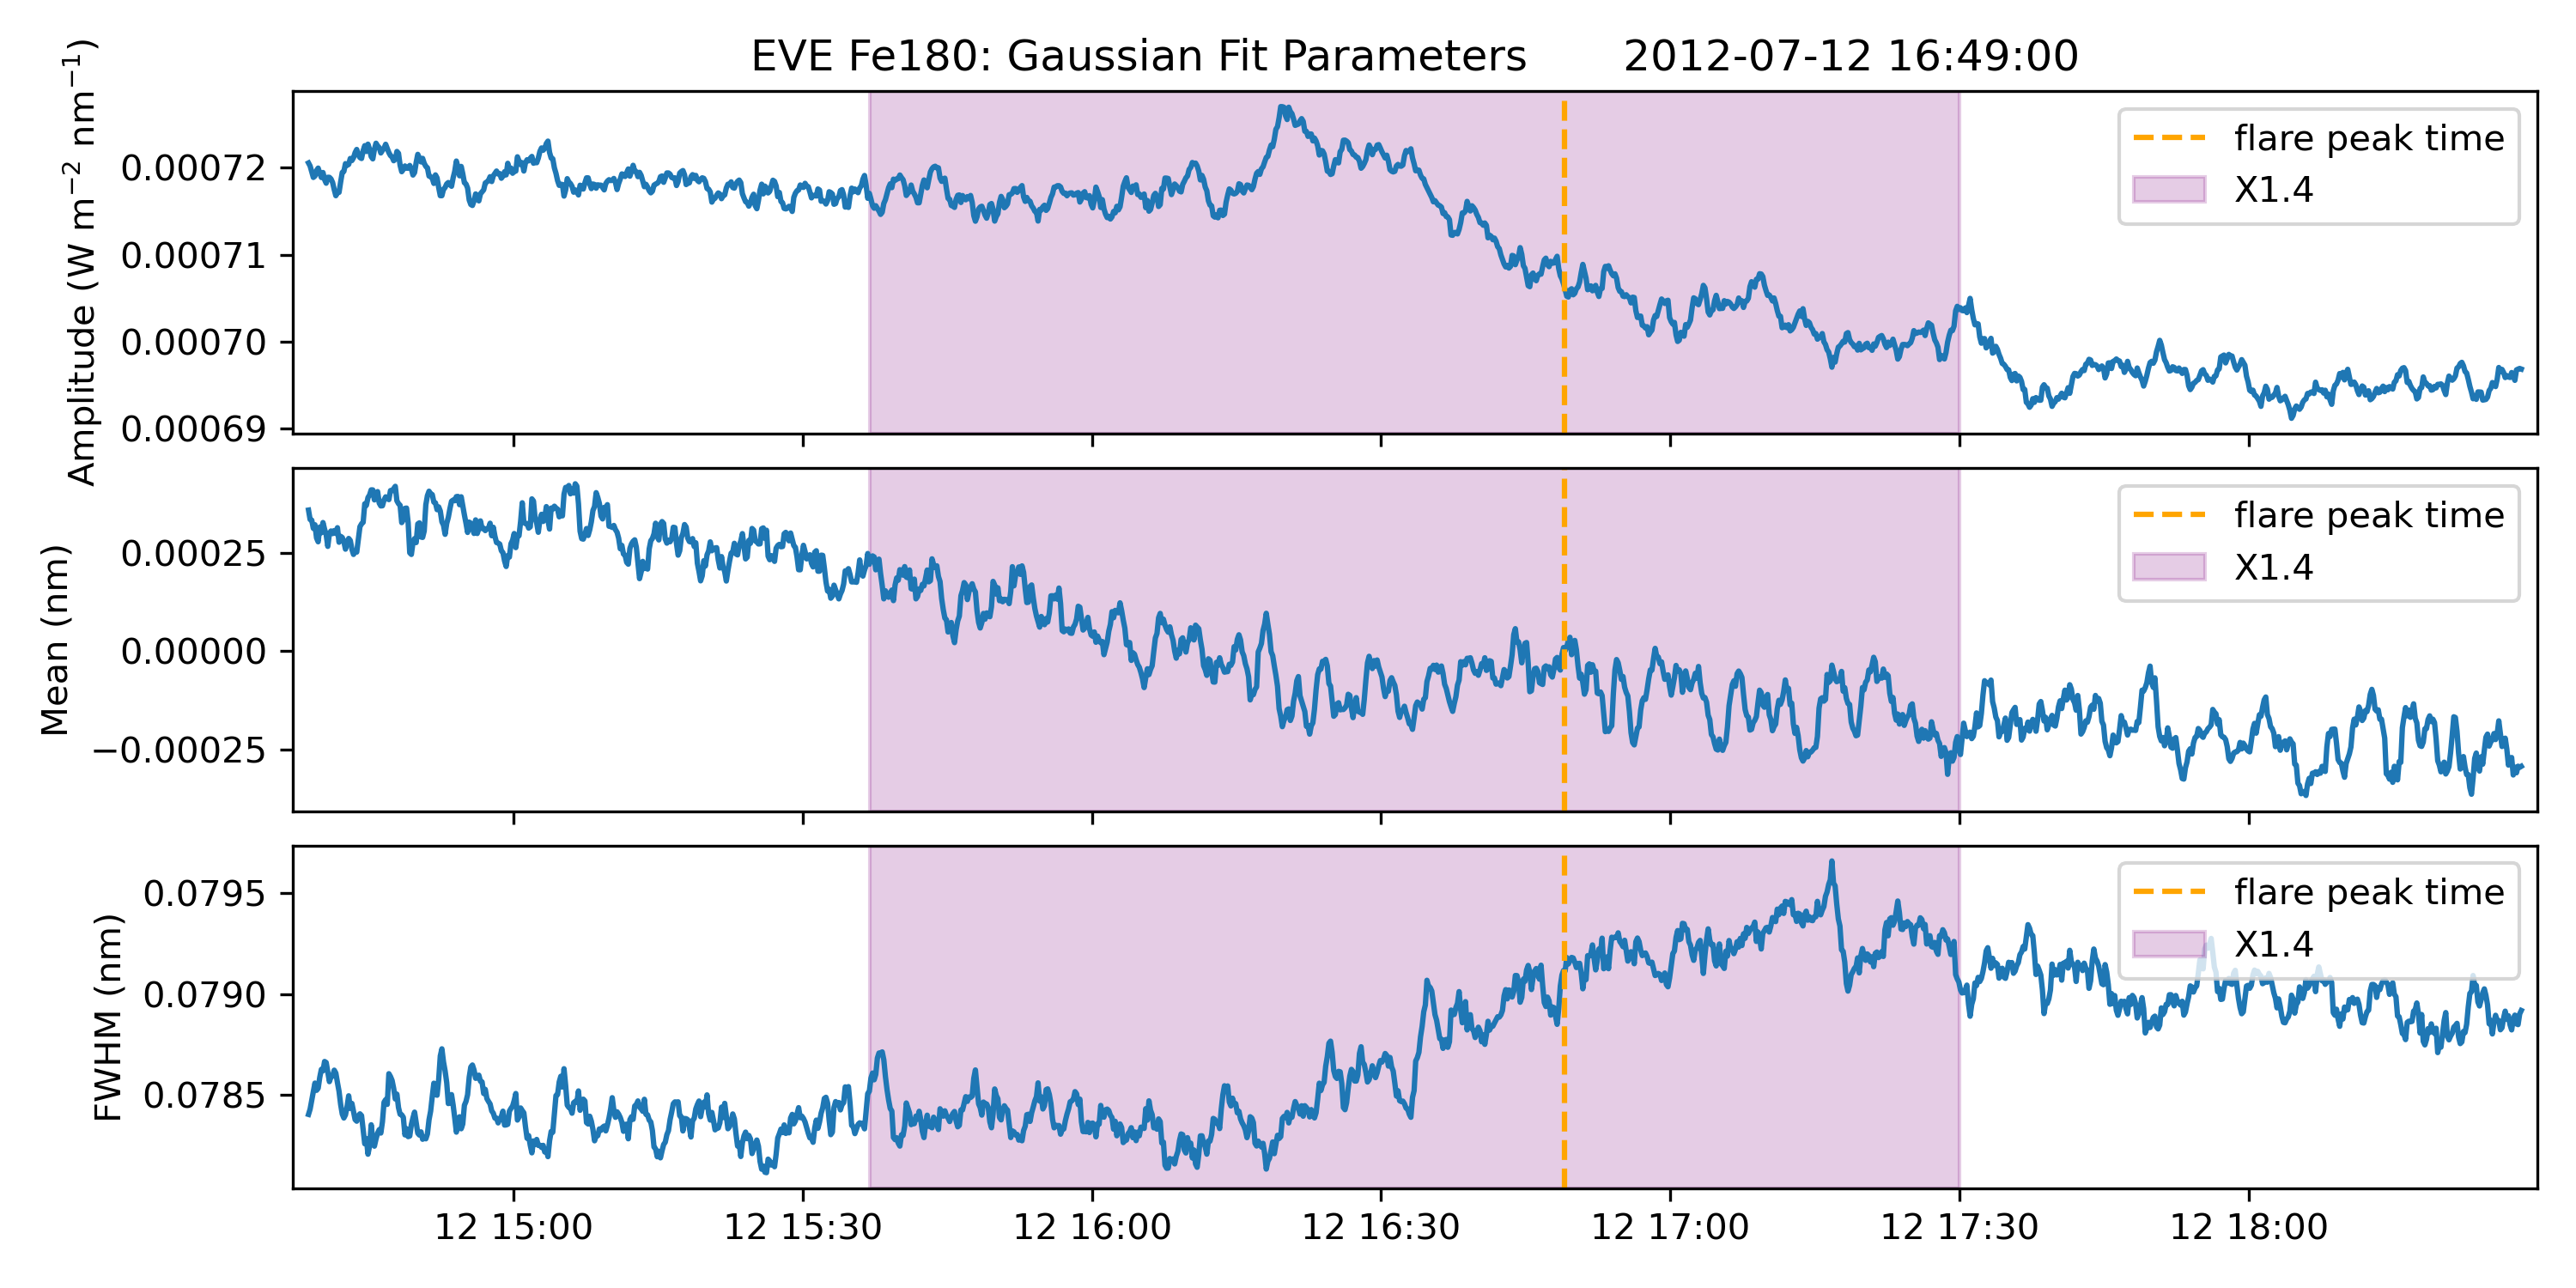 EVE Fe180: Gaussian Fit Parameters 2012-07-12 16:49:00
Amplitude (W m⁻² nm⁻¹)
0.00072
0.00071
0.00070
0.00069
flare peak time
X1.4
Mean (nm)
0.00025
0.00000
−0.00025
flare peak time
X1.4
FWHM (nm)
0.0795
0.0790
0.0785
flare peak time
X1.4
12 15:00 12 15:30 12 16:00 12 16:30 12 17:00 12 17:30 12 18:00